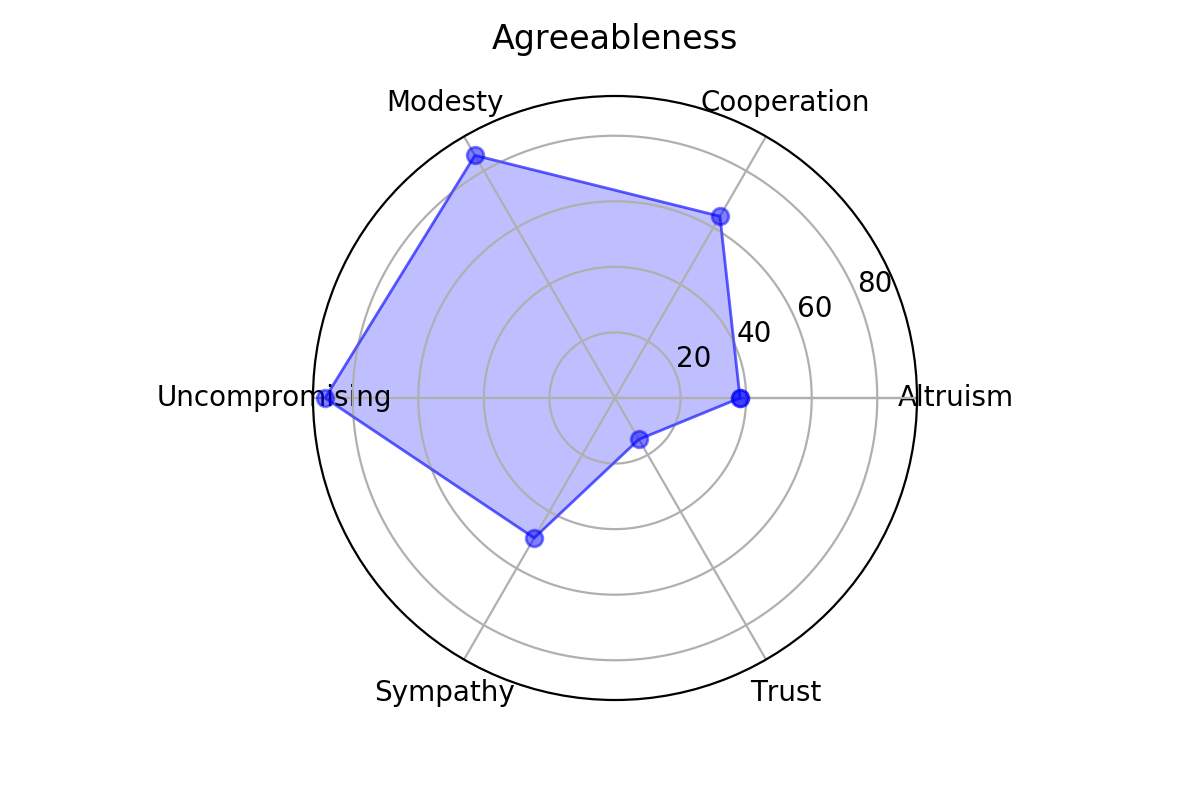 Agreeableness
Modesty
Cooperation
80
60
40
20
Uncompromising
Altruism
Sympathy
Trust